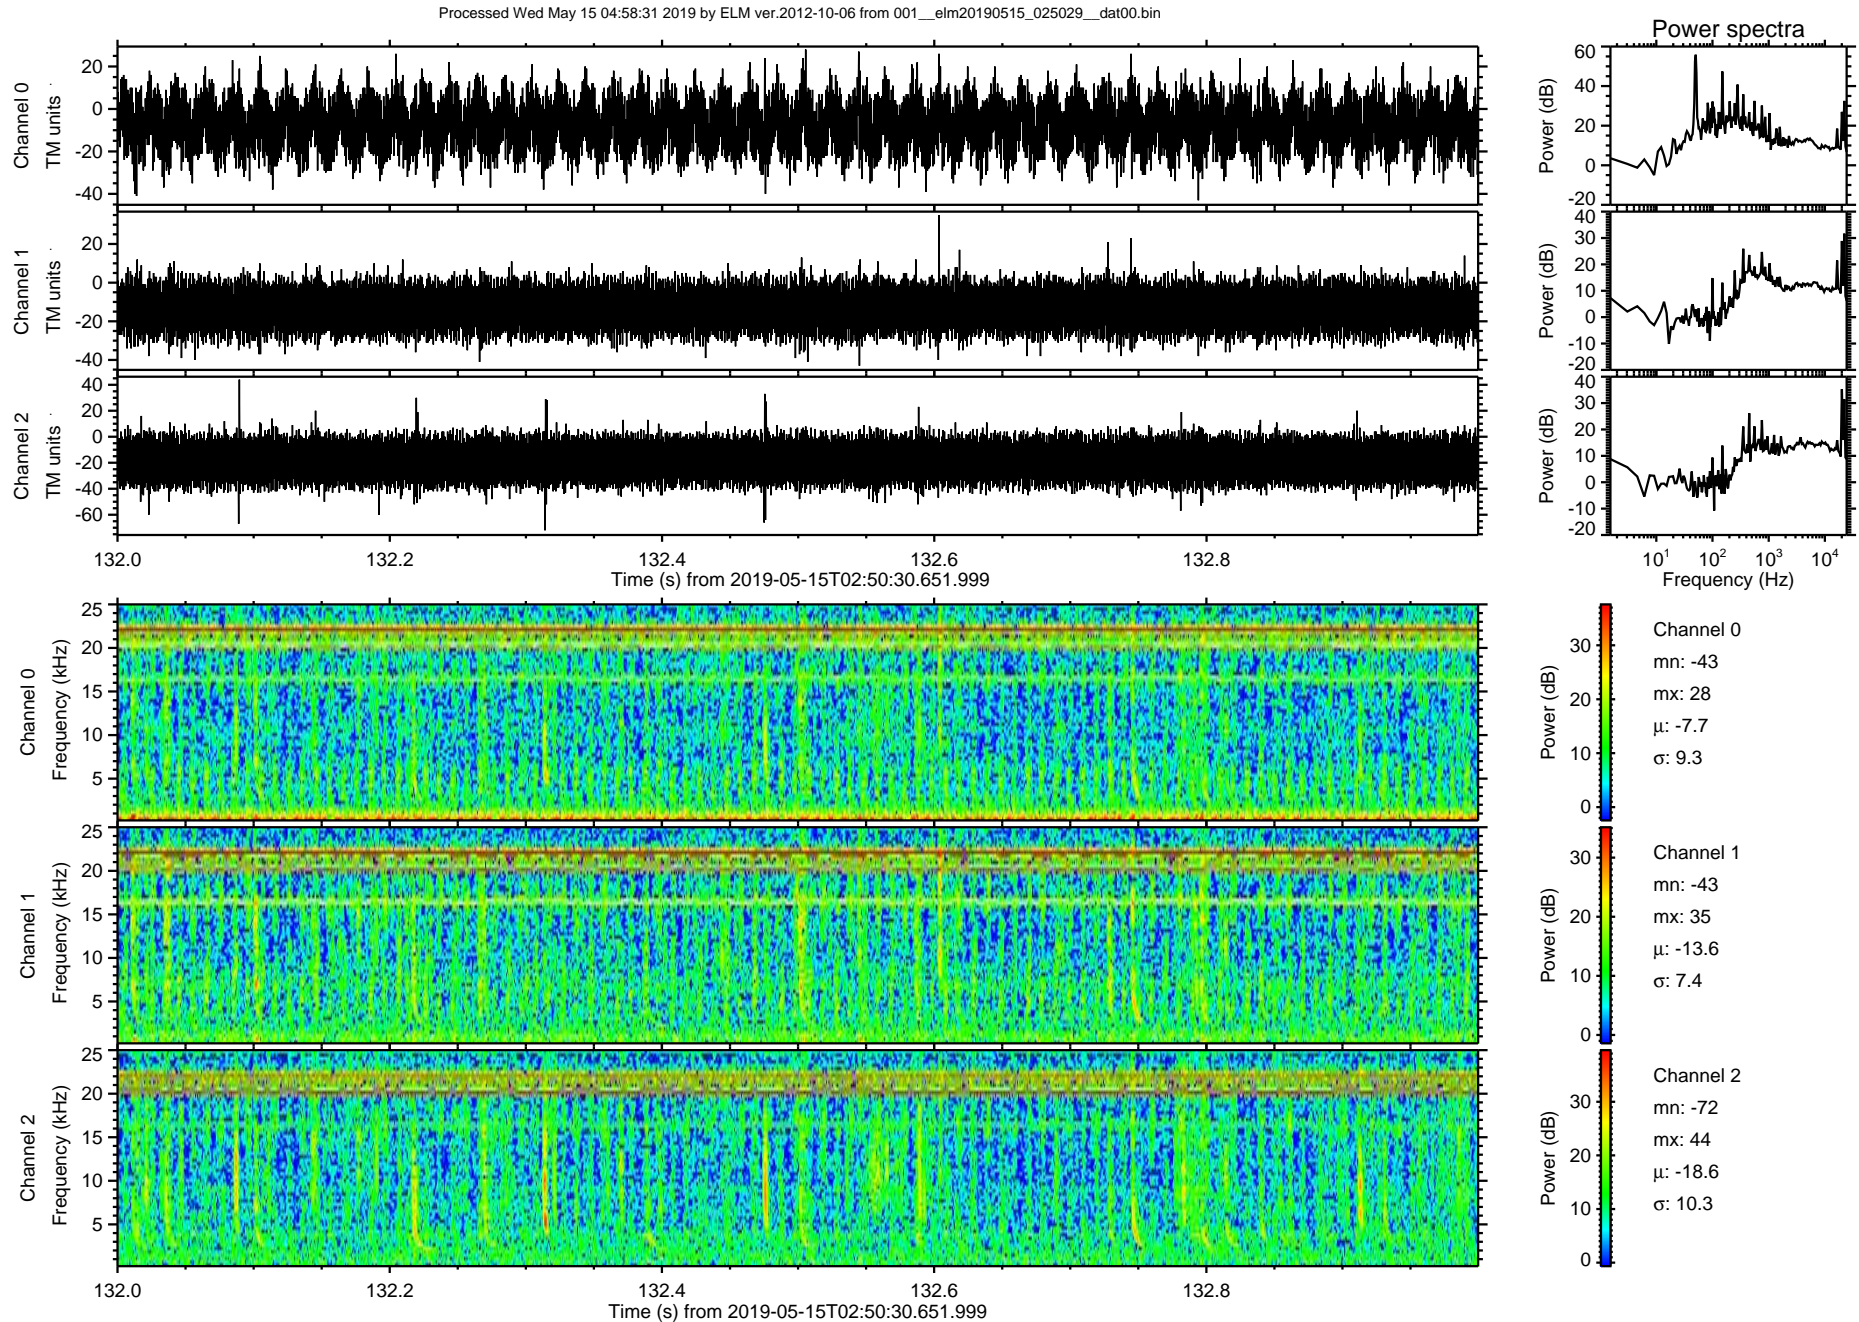 Processed Wed May 15 04:58:31 2019 by ELM ver.2012-10-06 from 001__elm20190515_025029__dat00.bin
Power spectra
Channel 0
TM units
20
0
-20
-40
Power (dB)
60
40
20
0
-20
Channel 1
TM units
20
0
-20
-40
Power (dB)
40
30
20
10
0
-10
-20
Channel 2
TM units
40
20
0
-20
-40
-60
Power (dB)
40
30
20
10
0
-10
-20
132.0 132.2 132.4 132.6 132.8
Time (s) from 2019-05-15T02:50:30.651.999
10¹ 10² 10³ 10⁴
Frequency (Hz)
Channel 0
Frequency (kHz)
25
20
15
10
5
Power (dB)
30
20
10
0
Channel 0
mn: -43
mx: 28
µ: -7.7
σ: 9.3
Channel 1
Frequency (kHz)
25
20
15
10
5
Power (dB)
30
20
10
0
Channel 1
mn: -43
mx: 35
µ: -13.6
σ: 7.4
Channel 2
Frequency (kHz)
25
20
15
10
5
Power (dB)
30
20
10
0
Channel 2
mn: -72
mx: 44
µ: -18.6
σ: 10.3
132.0 132.2 132.4 132.6 132.8
Time (s) from 2019-05-15T02:50:30.651.999